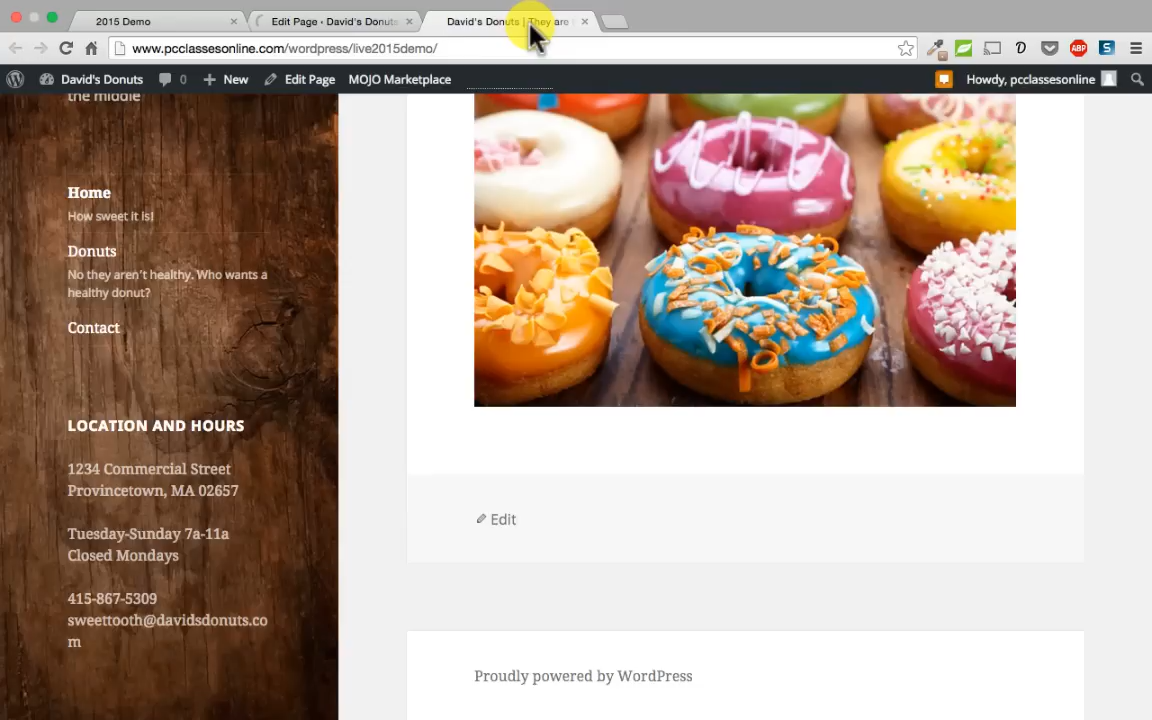 2015 Demo
Edit Page · David's Donuts
David's Donuts | They are
www.pcclassesonline.com/wordpress/live2015demo/
David's Donuts
0
New
Edit Page
MOJO Marketplace
Howdy, pcclassesonline
the middle
Home
How sweet it is!
Donuts
No they aren't healthy. Who wants a
healthy donut?
Contact
LOCATION AND HOURS
1234 Commercial Street
Provincetown, MA 02657
Tuesday-Sunday 7a-11a
Closed Mondays
415-867-5309
sweettooth@davidsdonuts.co
m
Edit
Proudly powered by WordPress
ABP